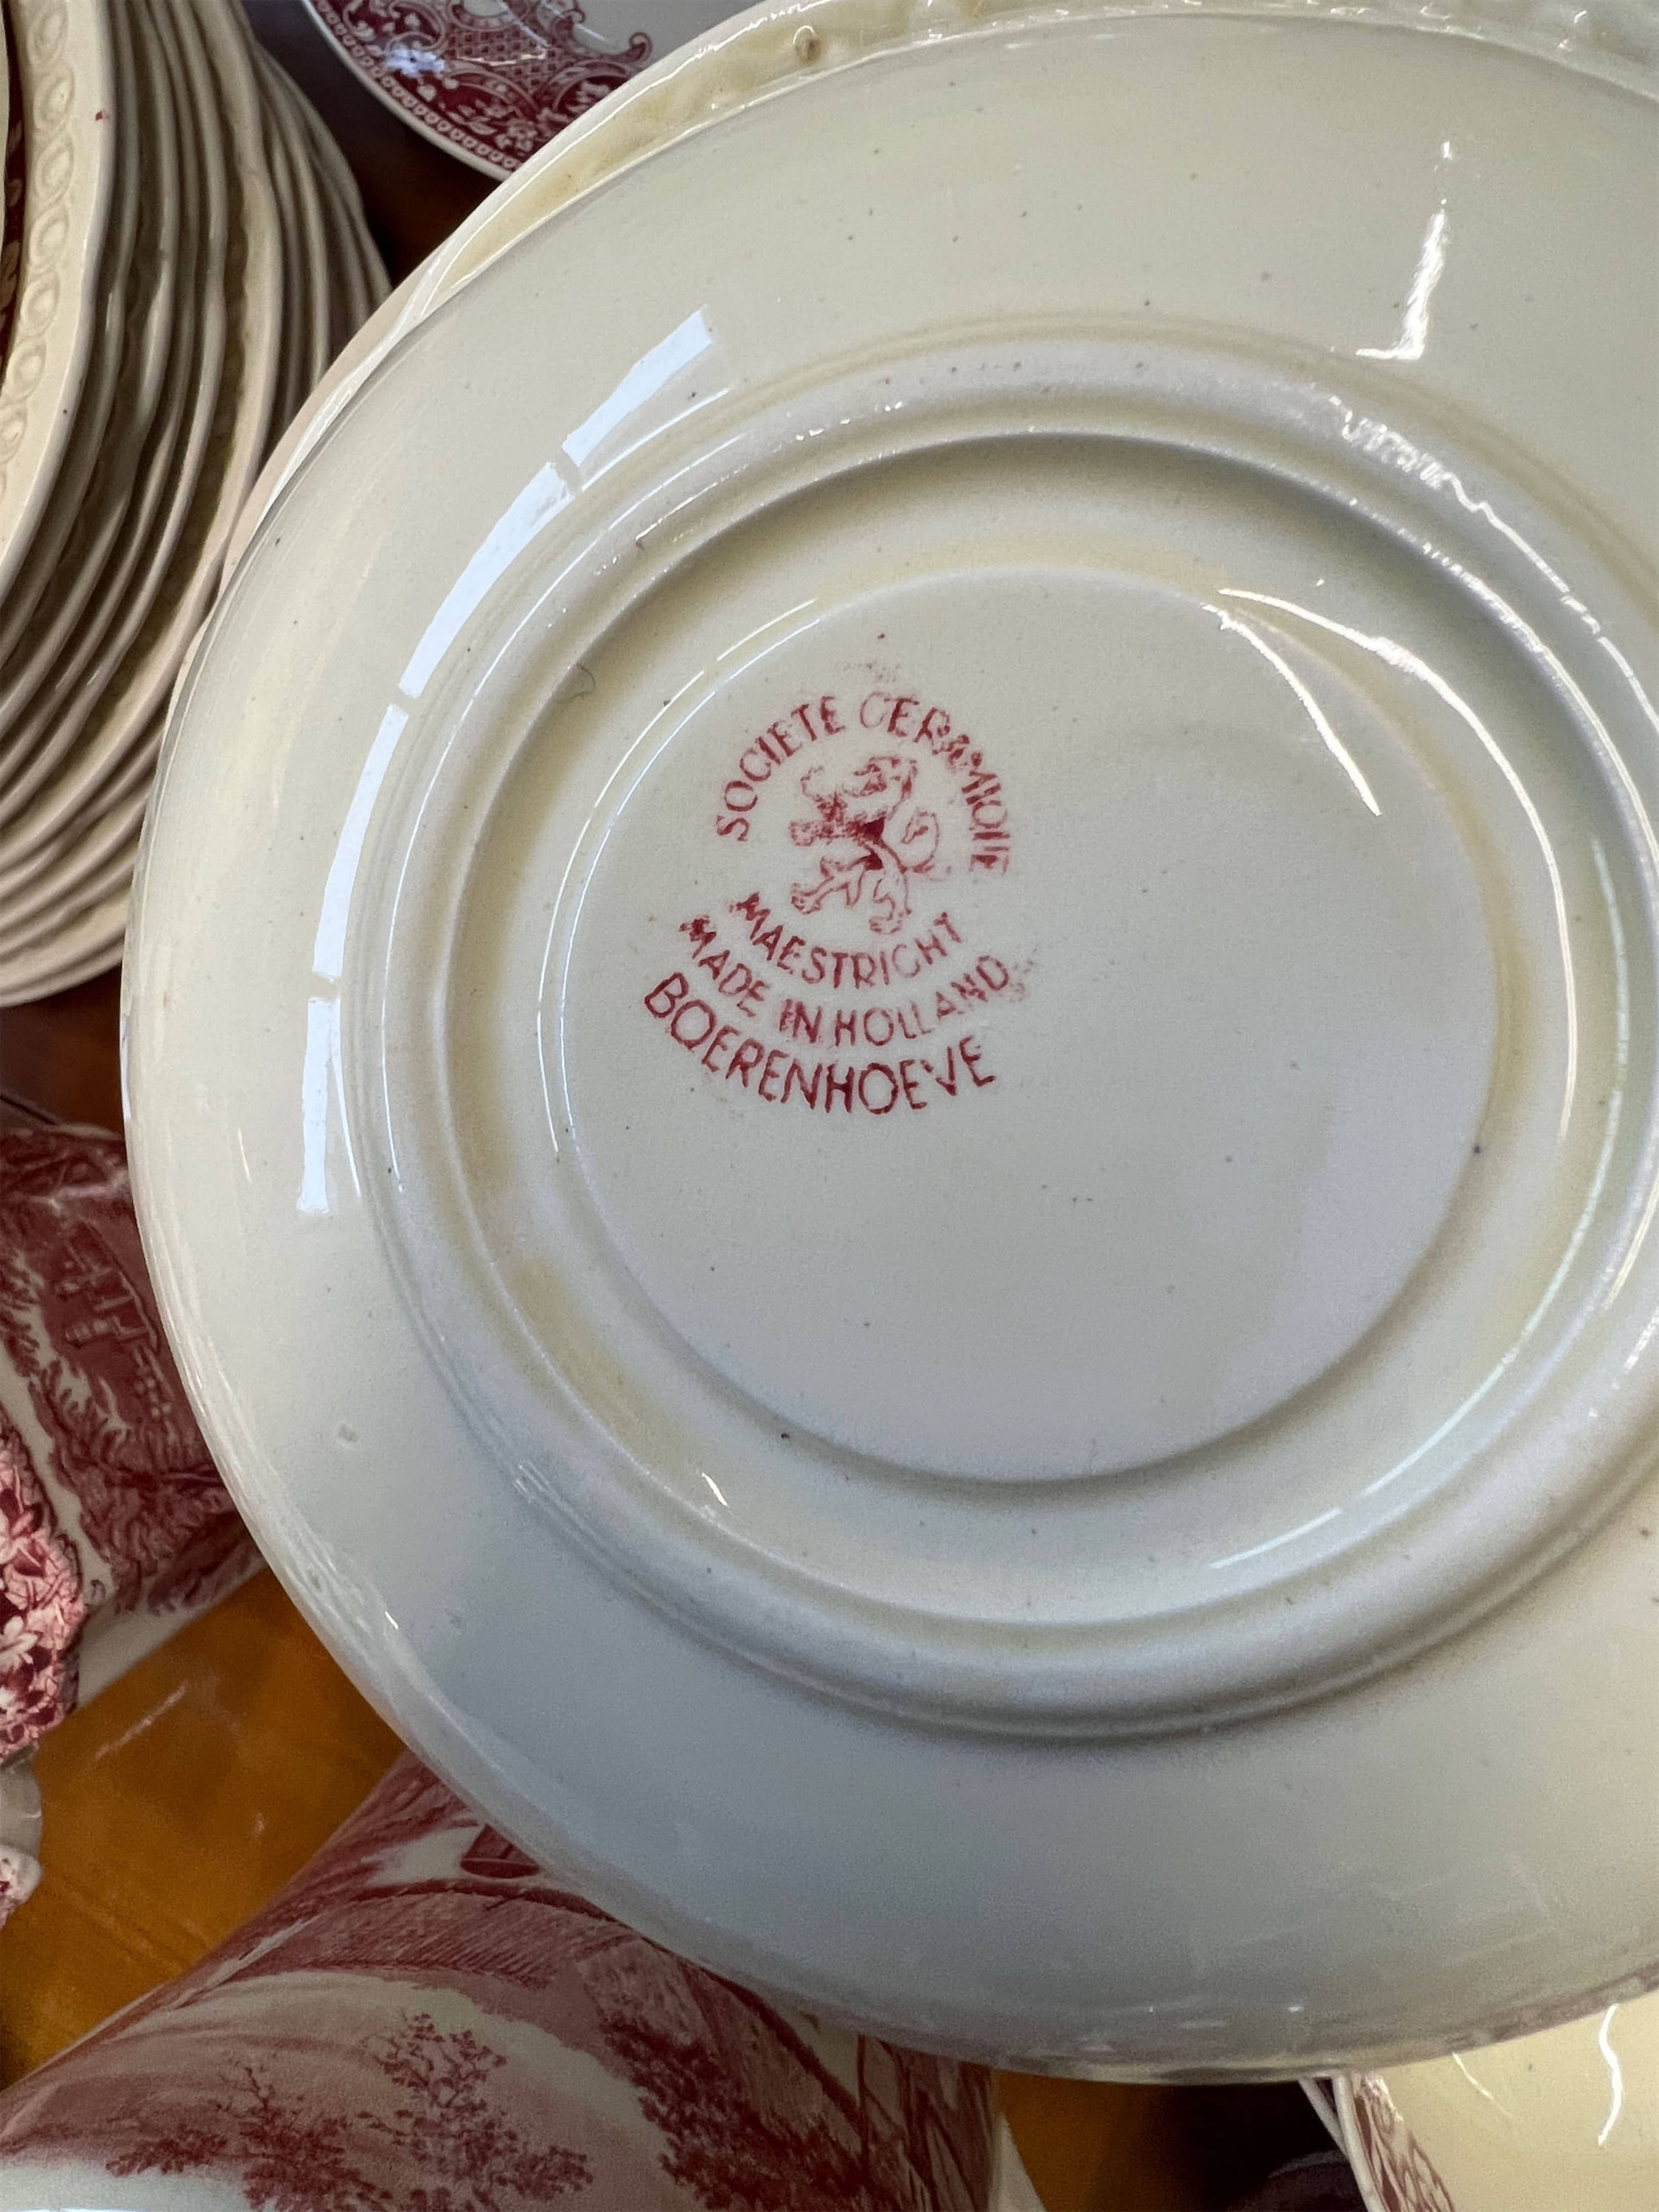 SOCIETE CERAMIQUE
MAESTRICHT
MADE IN HOLLAND
BOERENHOEVE